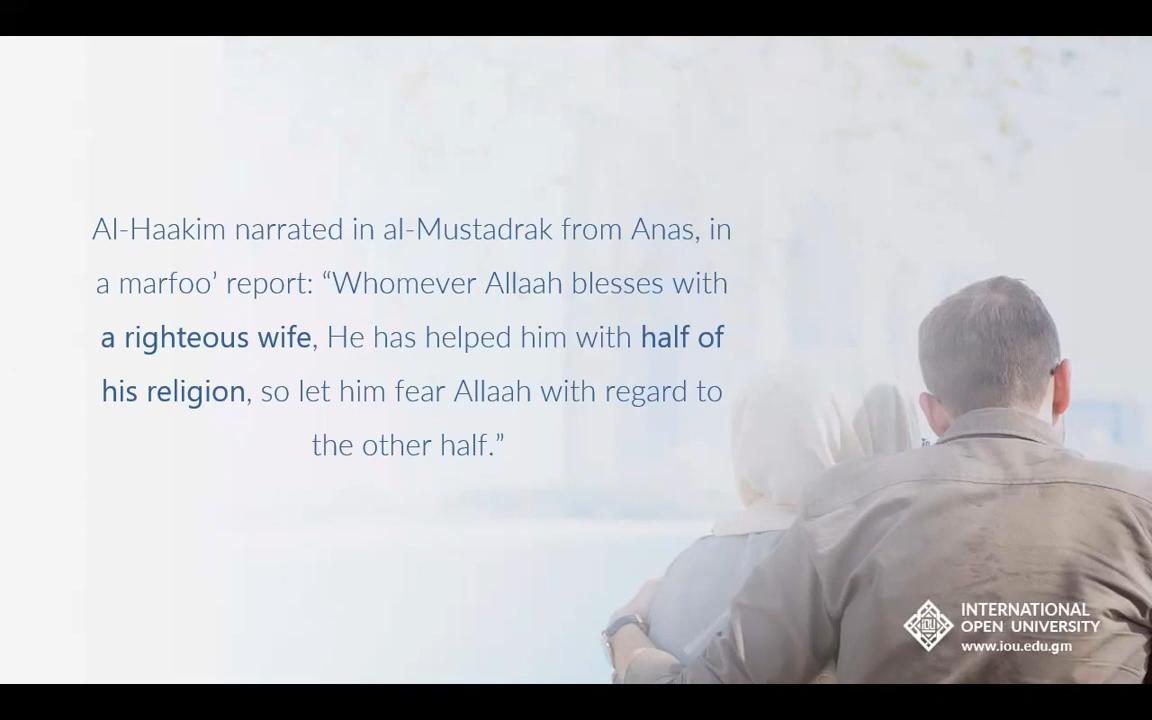 Al-Haakim narrated in al-Mustadrak from Anas, in
a marfoo’ report: “Whomever Allaah blesses with
a righteous wife, He has helped him with half of
his religion, so let him fear Allaah with regard to
the other half.”
INTERNATIONAL
OPEN UNIVERSITY
www.iou.edu.gm
IOU